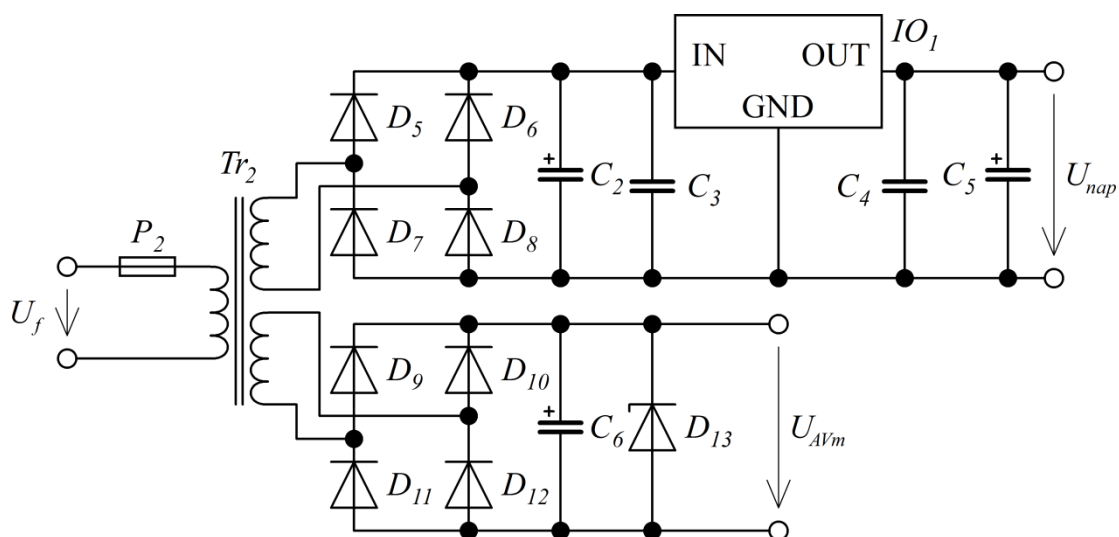 IO1
IN OUT
GND
D5 D6
Tr2
C2 C3 C4 C5 Unap
P2 D7 D8
Uf
D9 D10
C6 D13 UAVm
D11 D12